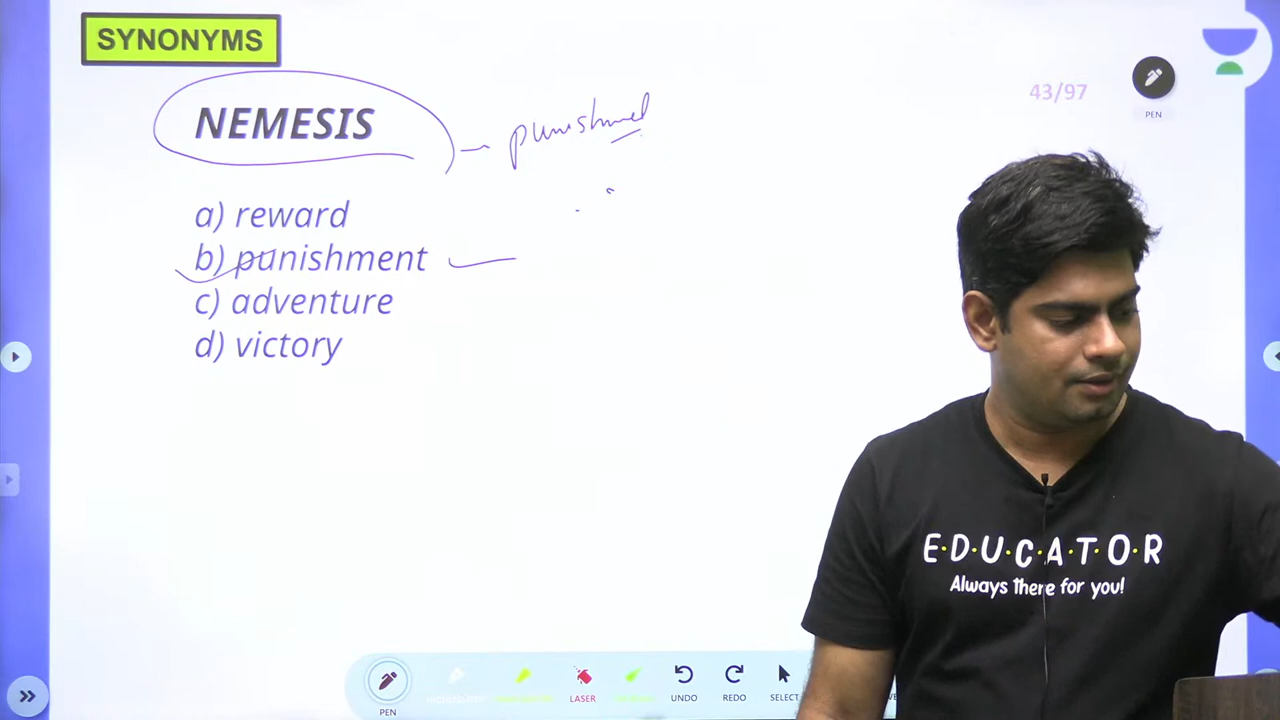 SYNONYMS
NEMESIS
punishment
43/97
PEN
a) reward
b) punishment
c) adventure
d) victory
E·D·U·C·A·T·O·R
Always there for you!
PEN
LASER
UNDO
REDO
SELECT